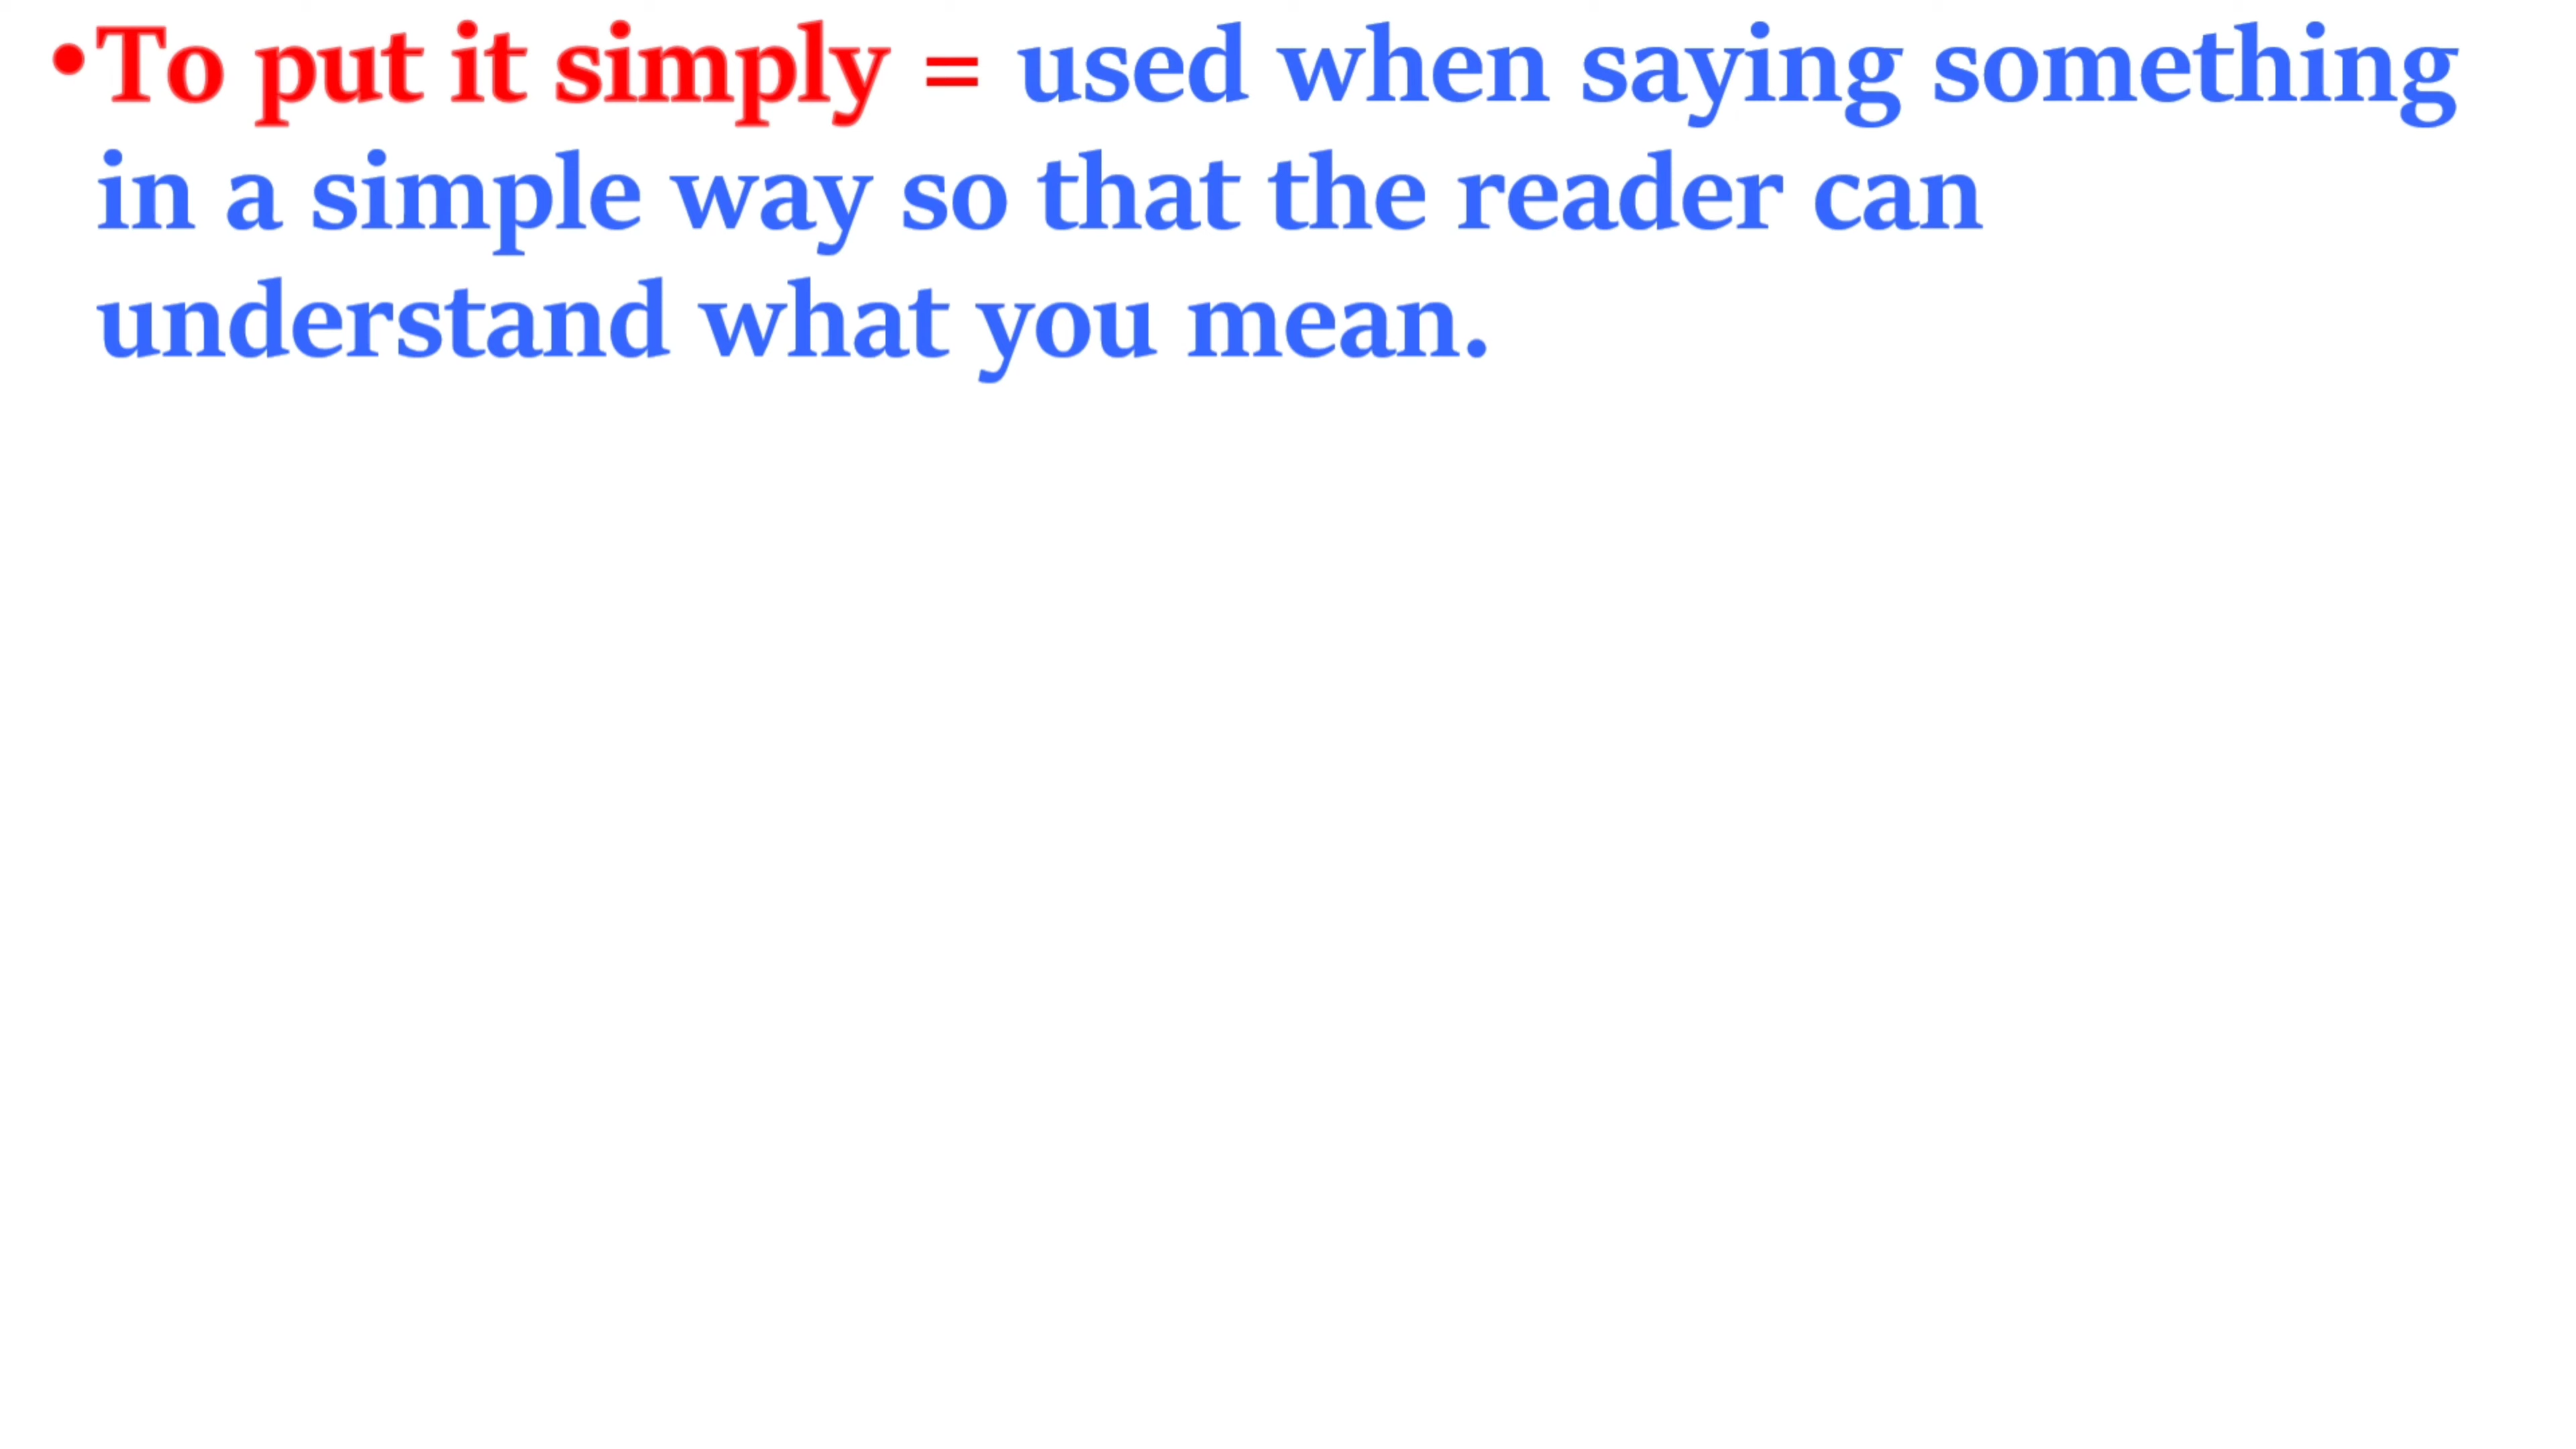 •To put it simply = used when saying something
in a simple way so that the reader can
understand what you mean.